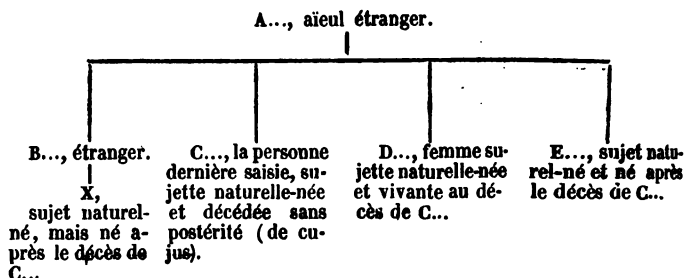 A..., aïeul étranger.
B..., étranger.
X,
sujet naturel-
né, mais né a-
près le décès de
C...
C..., la personne
dernière saisie, su-
jette naturelle-née
et décédée sans
postérité (de cu-
jus).
D..., femme su-
jette naturelle-née
et vivante au dé-
cès de C...
E..., sujet natu-
rel-né et né après
le décès de C...